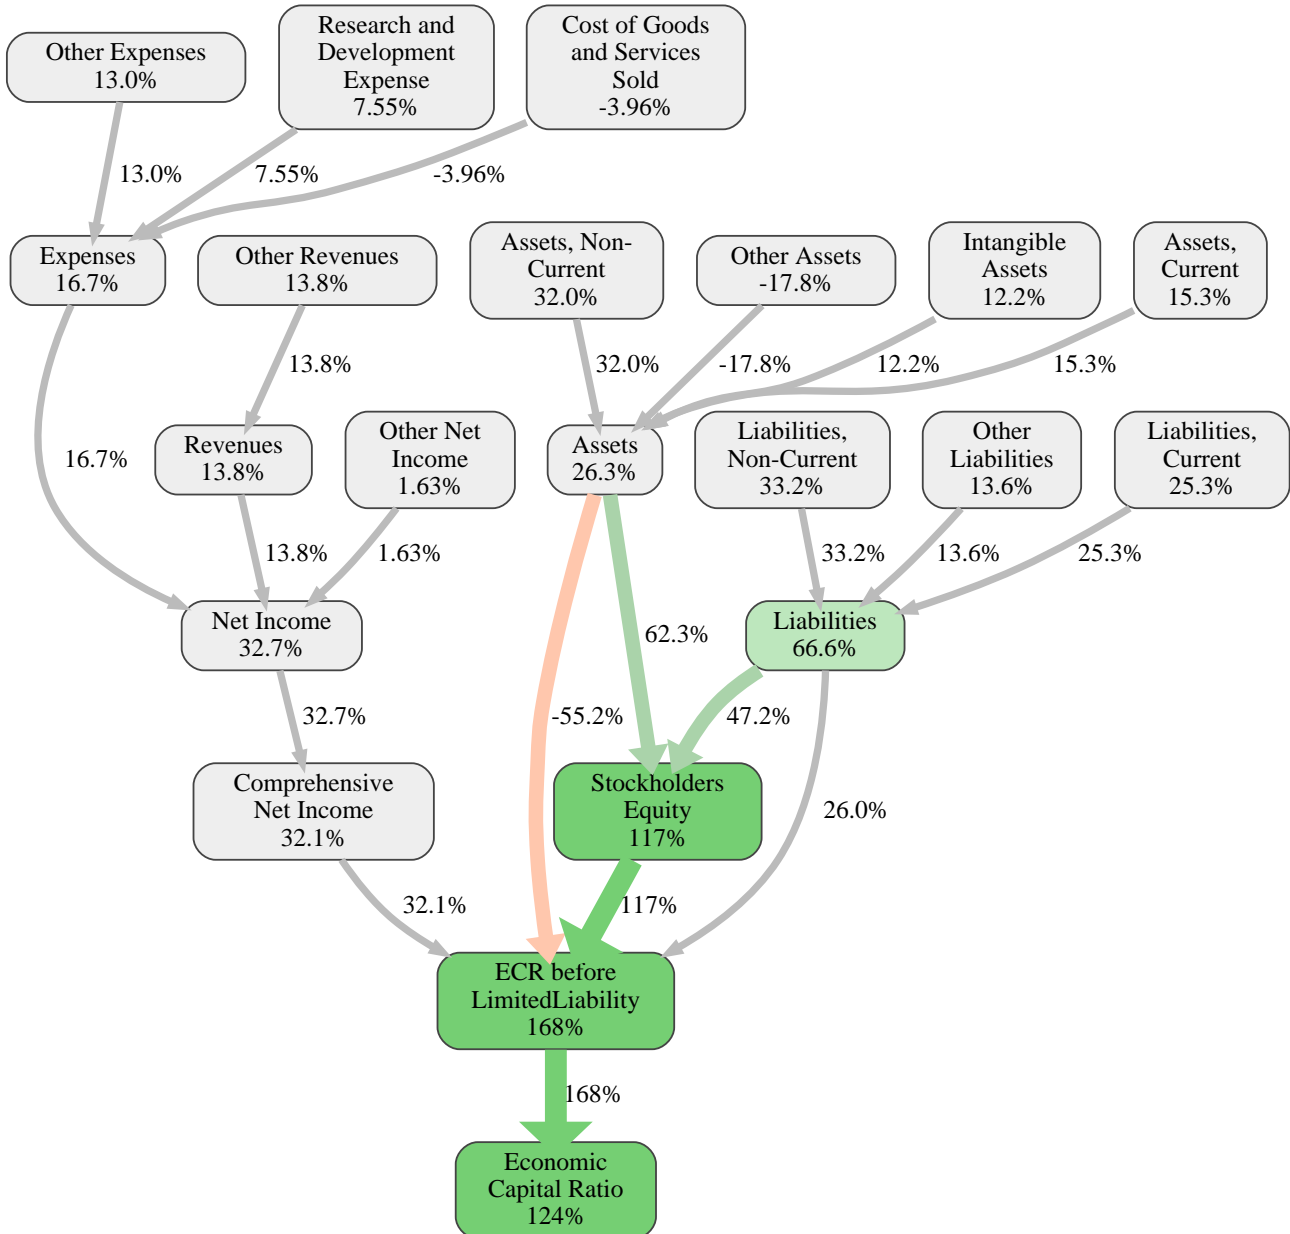 Other Expenses
13.0%
Research and
Development
Expense
7.55%
Cost of Goods
and Services
Sold
-3.96%
13.0%
7.55%
-3.96%
Expenses
16.7%
Other Revenues
13.8%
Assets, Non-
Current
32.0%
Other Assets
-17.8%
Intangible
Assets
12.2%
Assets,
Current
15.3%
13.8%
32.0%
-17.8%
12.2%
15.3%
16.7%
Revenues
13.8%
Other Net
Income
1.63%
Assets
26.3%
Liabilities,
Non-Current
33.2%
Other
Liabilities
13.6%
Liabilities,
Current
25.3%
13.8%
1.63%
33.2%
13.6%
25.3%
Net Income
32.7%
62.3%
Liabilities
66.6%
32.7%
-55.2%
47.2%
Comprehensive
Net Income
32.1%
Stockholders
Equity
117%
26.0%
32.1%
117%
ECR before
LimitedLiability
168%
168%
Economic
Capital Ratio
124%